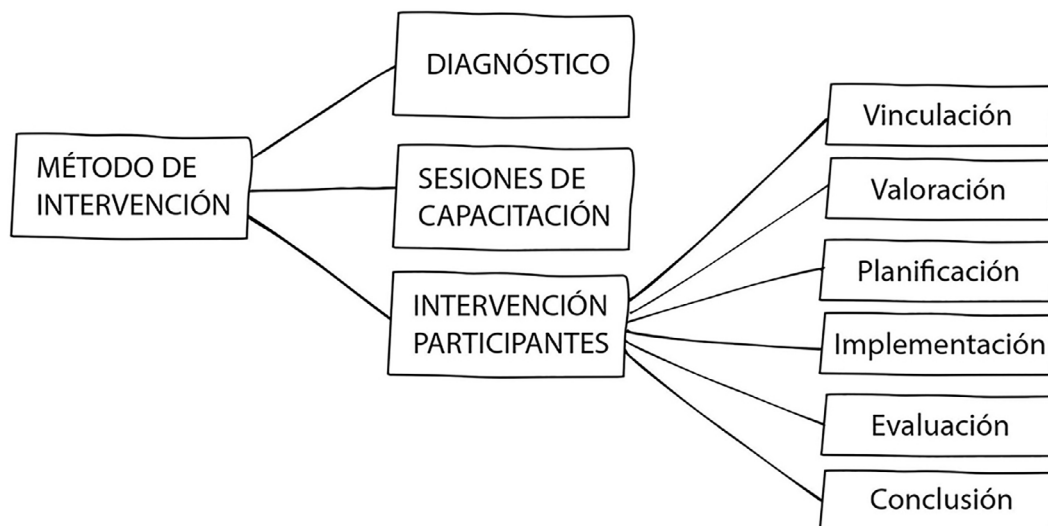 MÉTODO DE
INTERVENCIÓN
DIAGNÓSTICO
SESIONES DE
CAPACITACIÓN
INTERVENCIÓN
PARTICIPANTES
Vinculación
Valoración
Planificación
Implementación
Evaluación
Conclusión